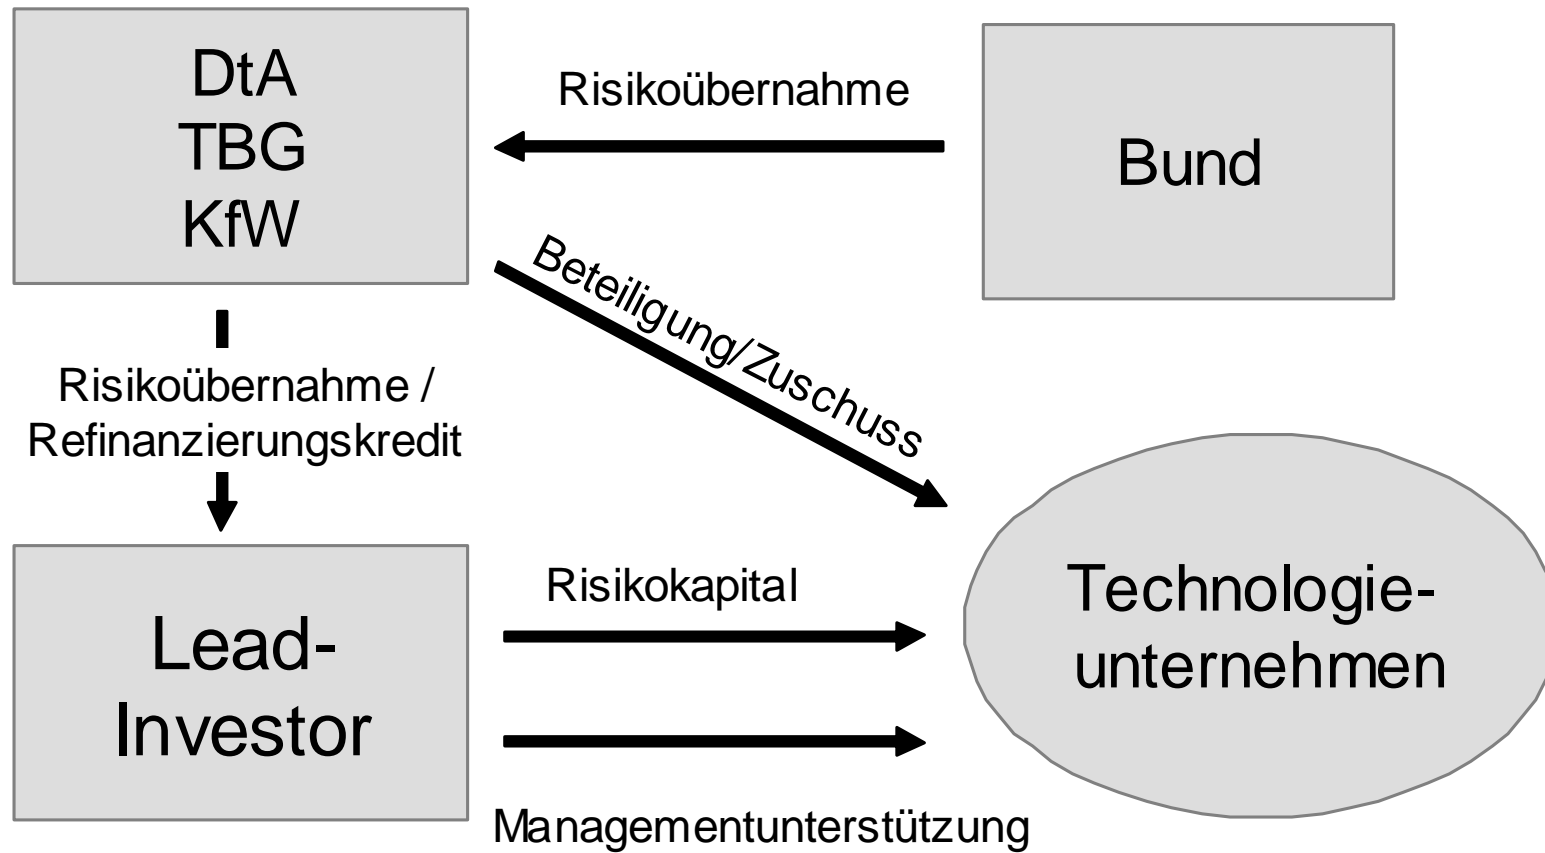 DtA
TBG
KfW
Risikoübernahme
Bund
Beteiligung/Zuschuss
Risikoübernahme /
Refinanzierungskredit
Lead-
Investor
Risikokapital
Technologie-
unternehmen
Managementunterstützung